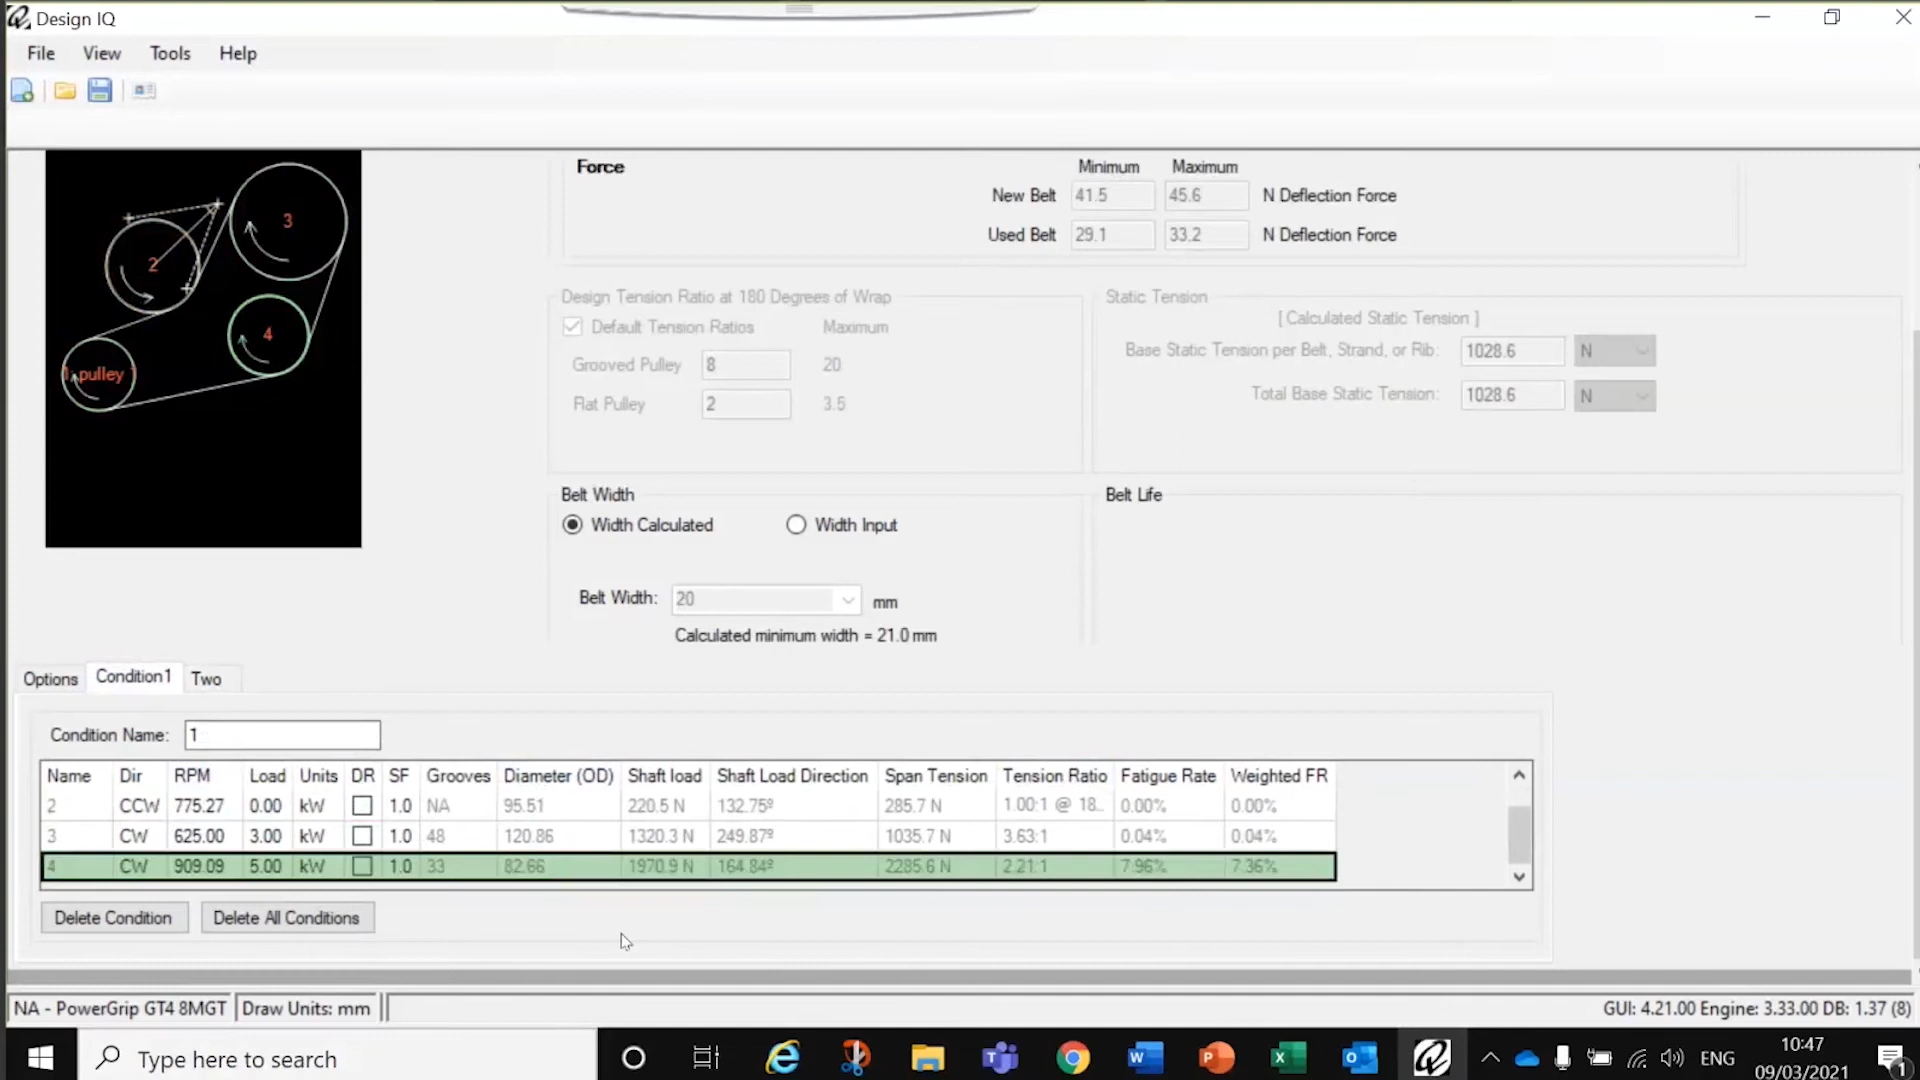 Design IQ
File View Tools Help
Force Minimum Maximum
New Belt 41.5 45.6 N Deflection Force
Used Belt 29.1 33.2 N Deflection Force
2
3
4
1; pulley 1
Design Tension Ratio at 180 Degrees of Wrap
Default Tension Ratios Maximum
Grooved Pulley 8 20
Flat Pulley 2 3.5
Static Tension
[ Calculated Static Tension ]
Base Static Tension per Belt, Strand, or Rib: 1028.6 N
Total Base Static Tension: 1028.6 N
Belt Width
Width Calculated Width Input
Belt Width: 20 mm
Calculated minimum width = 21.0 mm
Belt Life
Options Condition1 Two
Condition Name: 1
Name Dir RPM Load Units DR SF Grooves Diameter (OD) Shaft load Shaft Load Direction Span Tension Tension Ratio Fatigue Rate Weighted FR
2 CCW 775.27 0.00 kW 1.0 NA 95.51 220.5 N 132.75º 285.7 N 1.00:1 @ 18... 0.00% 0.00%
3 CW 625.00 3.00 kW 1.0 48 120.86 1320.3 N 249.87º 1035.7 N 3.63:1 0.04% 0.04%
4 CW 909.09 5.00 kW 1.0 33 82.66 1970.9 N 164.84º 2285.6 N 2.21:1 7.96% 7.36%
Delete Condition Delete All Conditions
NA - PowerGrip GT4 8MGT Draw Units: mm GUI: 4.21.00 Engine: 3.33.00 DB: 1.37 (8)
Type here to search
ENG
10:47
09/03/2021
1